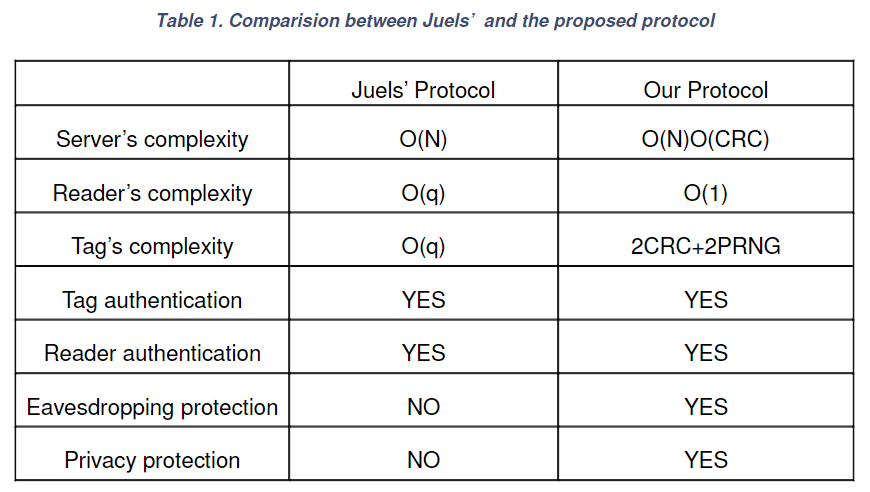 Table 1. Comparision between Juels’ and the proposed protocol
Juels’ Protocol Our Protocol
Server’s complexity O(N) O(N)O(CRC)
Reader’s complexity O(q) O(1)
Tag’s complexity O(q) 2CRC+2PRNG
Tag authentication YES YES
Reader authentication YES YES
Eavesdropping protection NO YES
Privacy protection NO YES